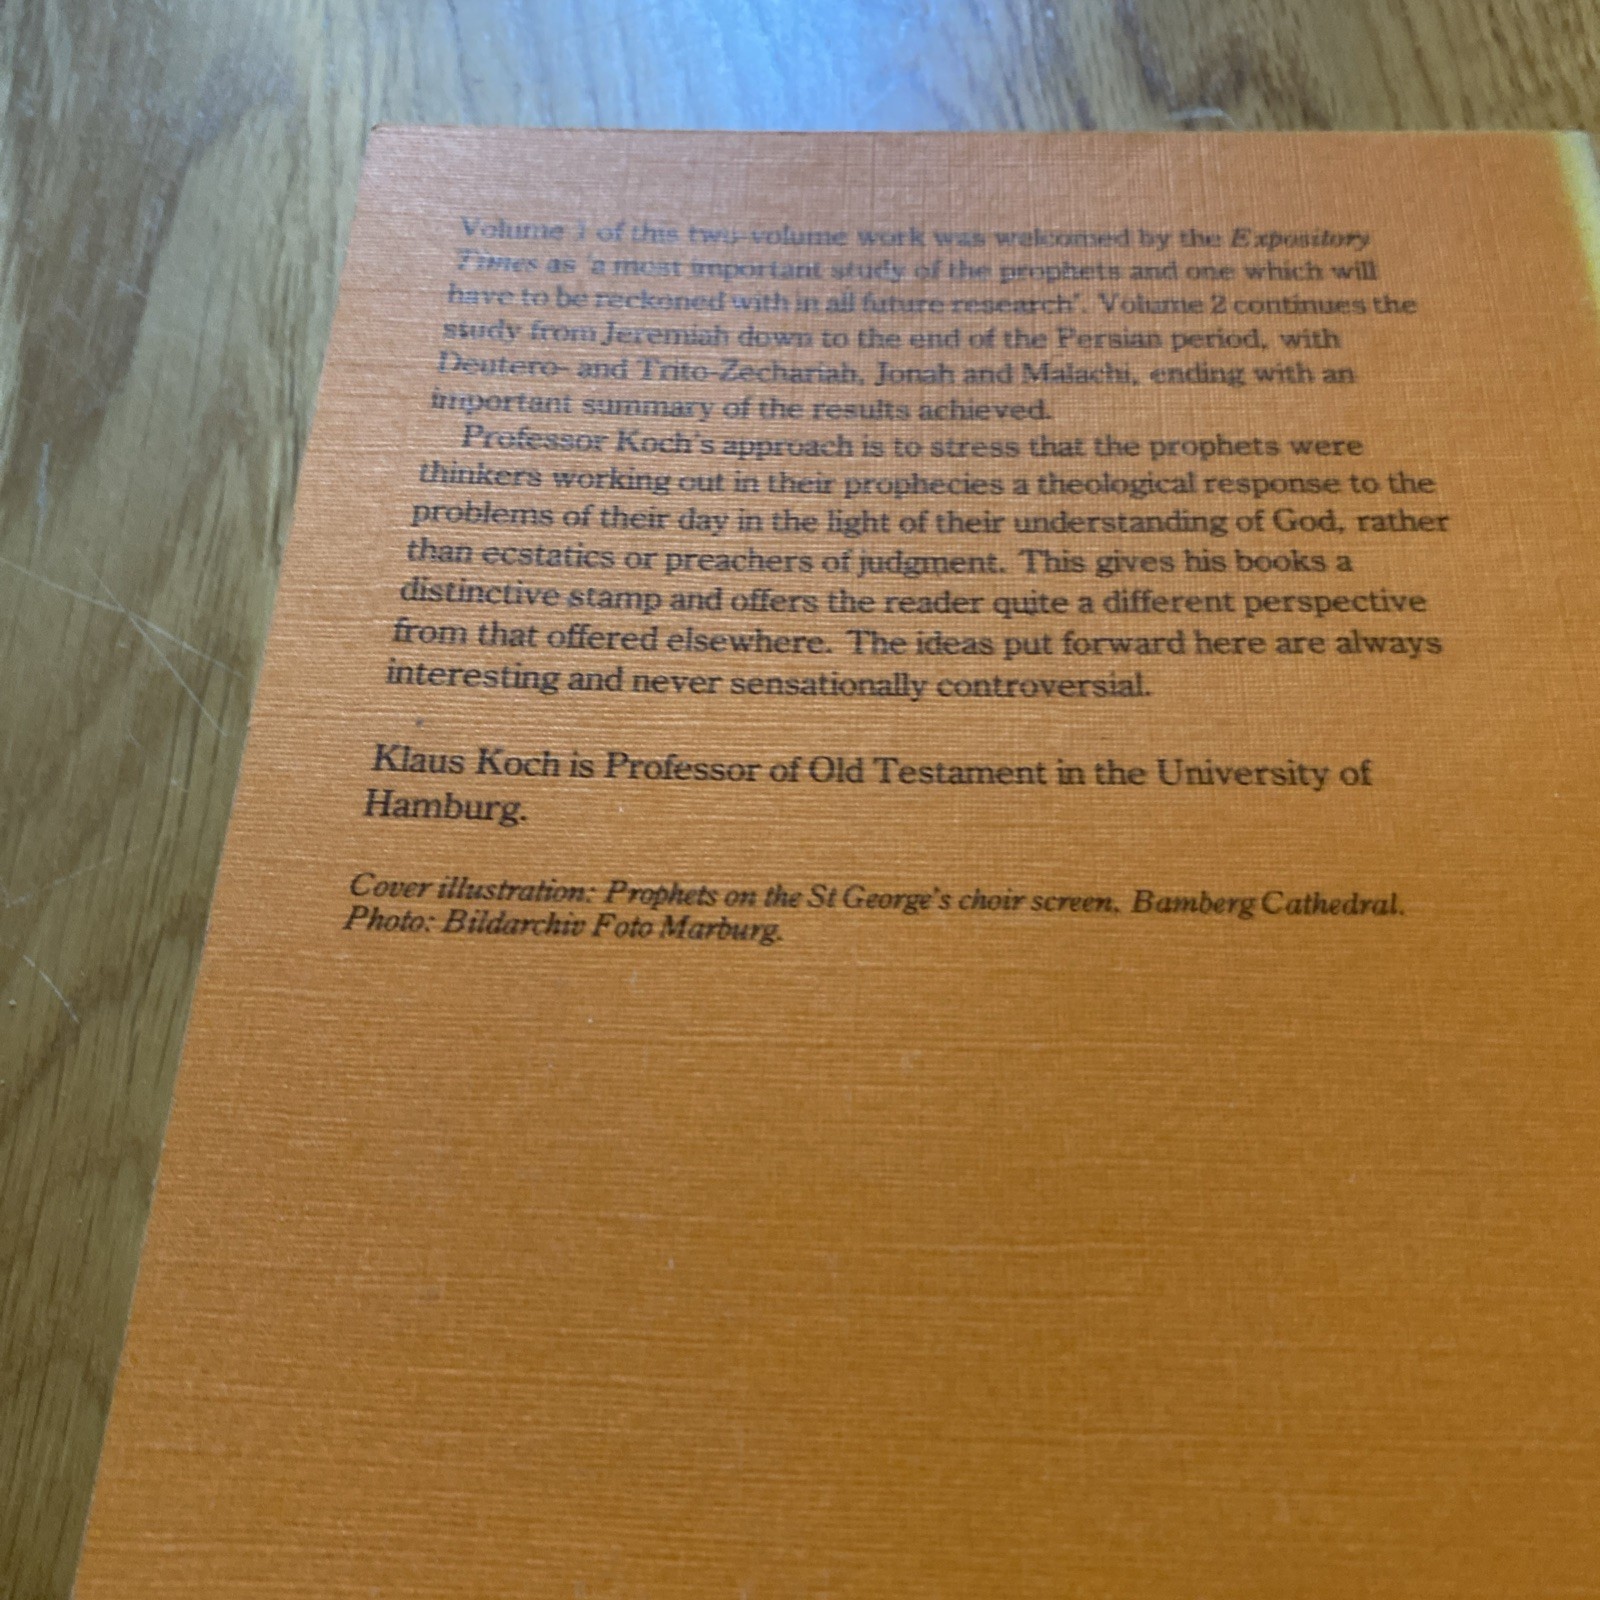 Volume 1 of this two-volume work was welcomed by the Expository
Times as 'a most important study of the prophets and one which will
have to be reckoned with in all future research'. Volume 2 continues the
study from Jeremiah down to the end of the Persian period, with
Deutero- and Trito-Zechariah, Jonah and Malachi, ending with an
important summary of the results achieved.
Professor Koch's approach is to stress that the prophets were
thinkers working out in their prophecies a theological response to the
problems of their day in the light of their understanding of God, rather
than ecstatics or preachers of judgment. This gives his books a
distinctive stamp and offers the reader quite a different perspective
from that offered elsewhere. The ideas put forward here are always
interesting and never sensationally controversial.
Klaus Koch is Professor of Old Testament in the University of
Hamburg.
Cover illustration: Prophets on the St George's choir screen, Bamberg Cathedral.
Photo: Bildarchiv Foto Marburg.